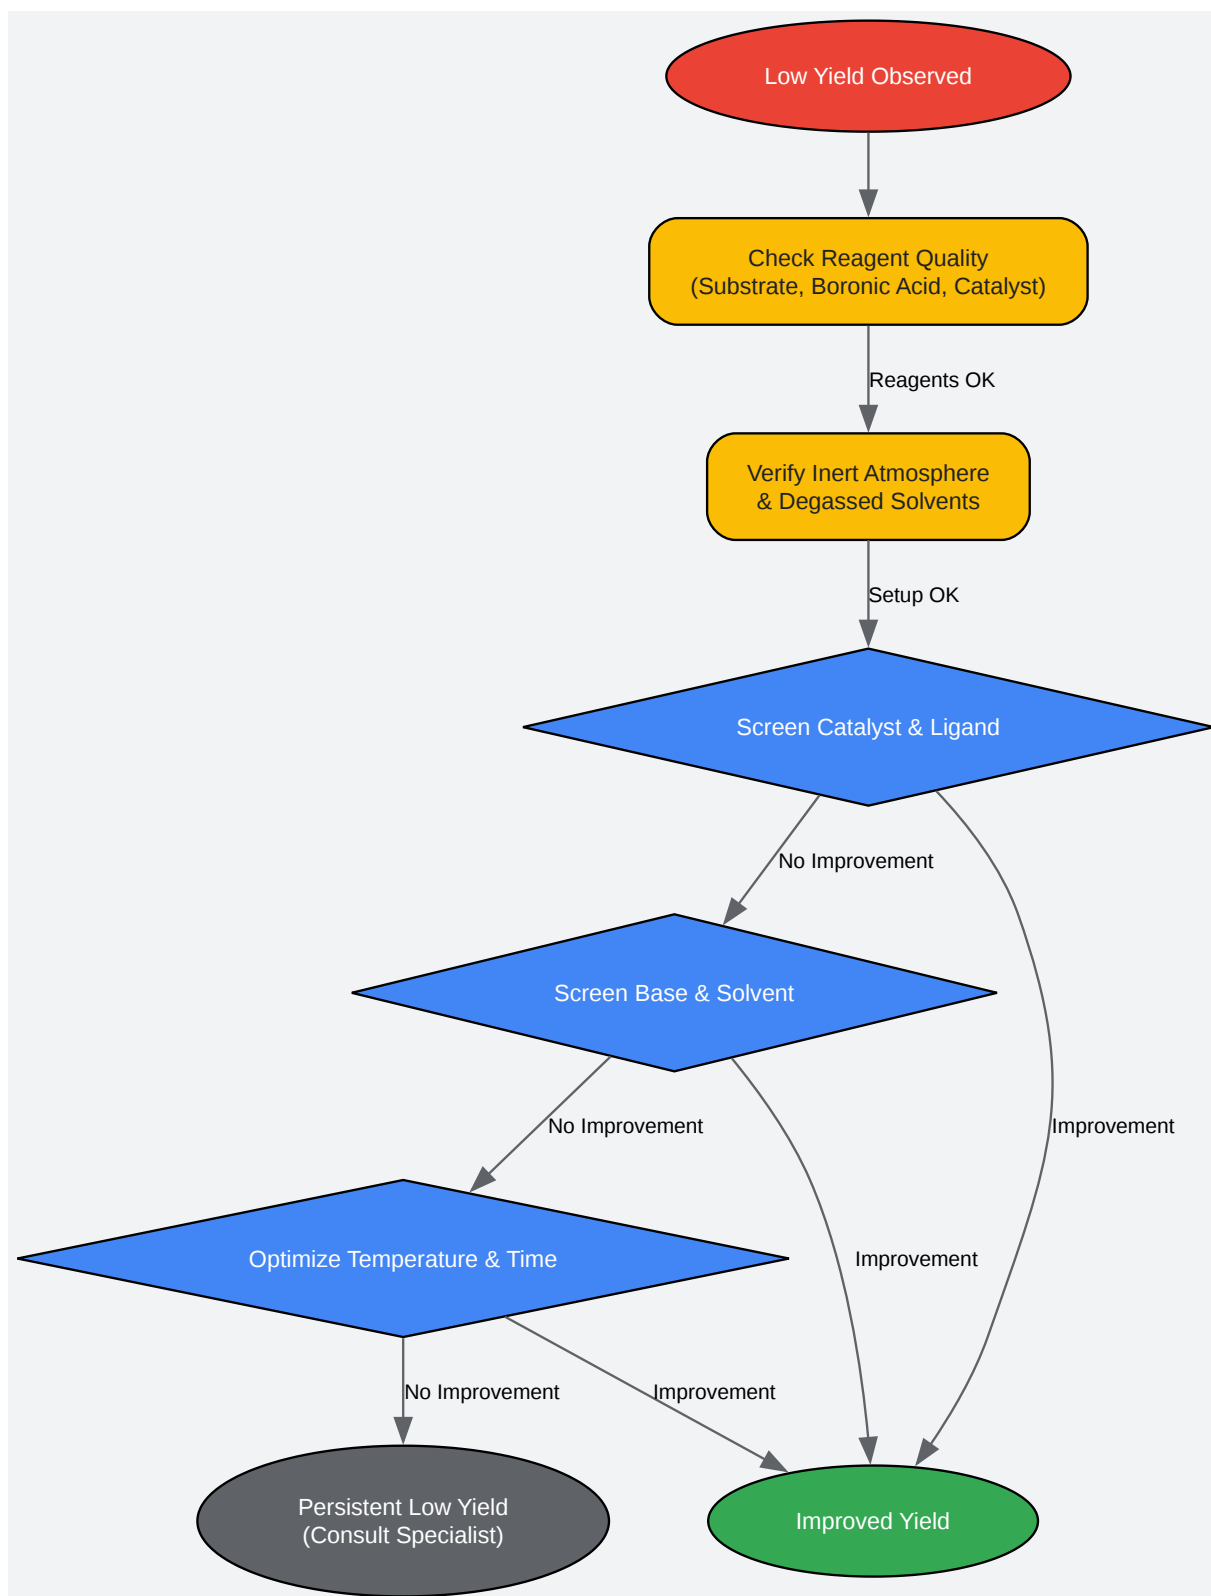 Low Yield Observed
Check Reagent Quality
(Substrate, Boronic Acid, Catalyst)
Reagents OK
Verify Inert Atmosphere
& Degassed Solvents
Setup OK
Screen Catalyst & Ligand
No Improvement
Screen Base & Solvent
No Improvement
Improvement
Optimize Temperature & Time
Improvement
No Improvement
Improvement
Persistent Low Yield
(Consult Specialist)
Improved Yield